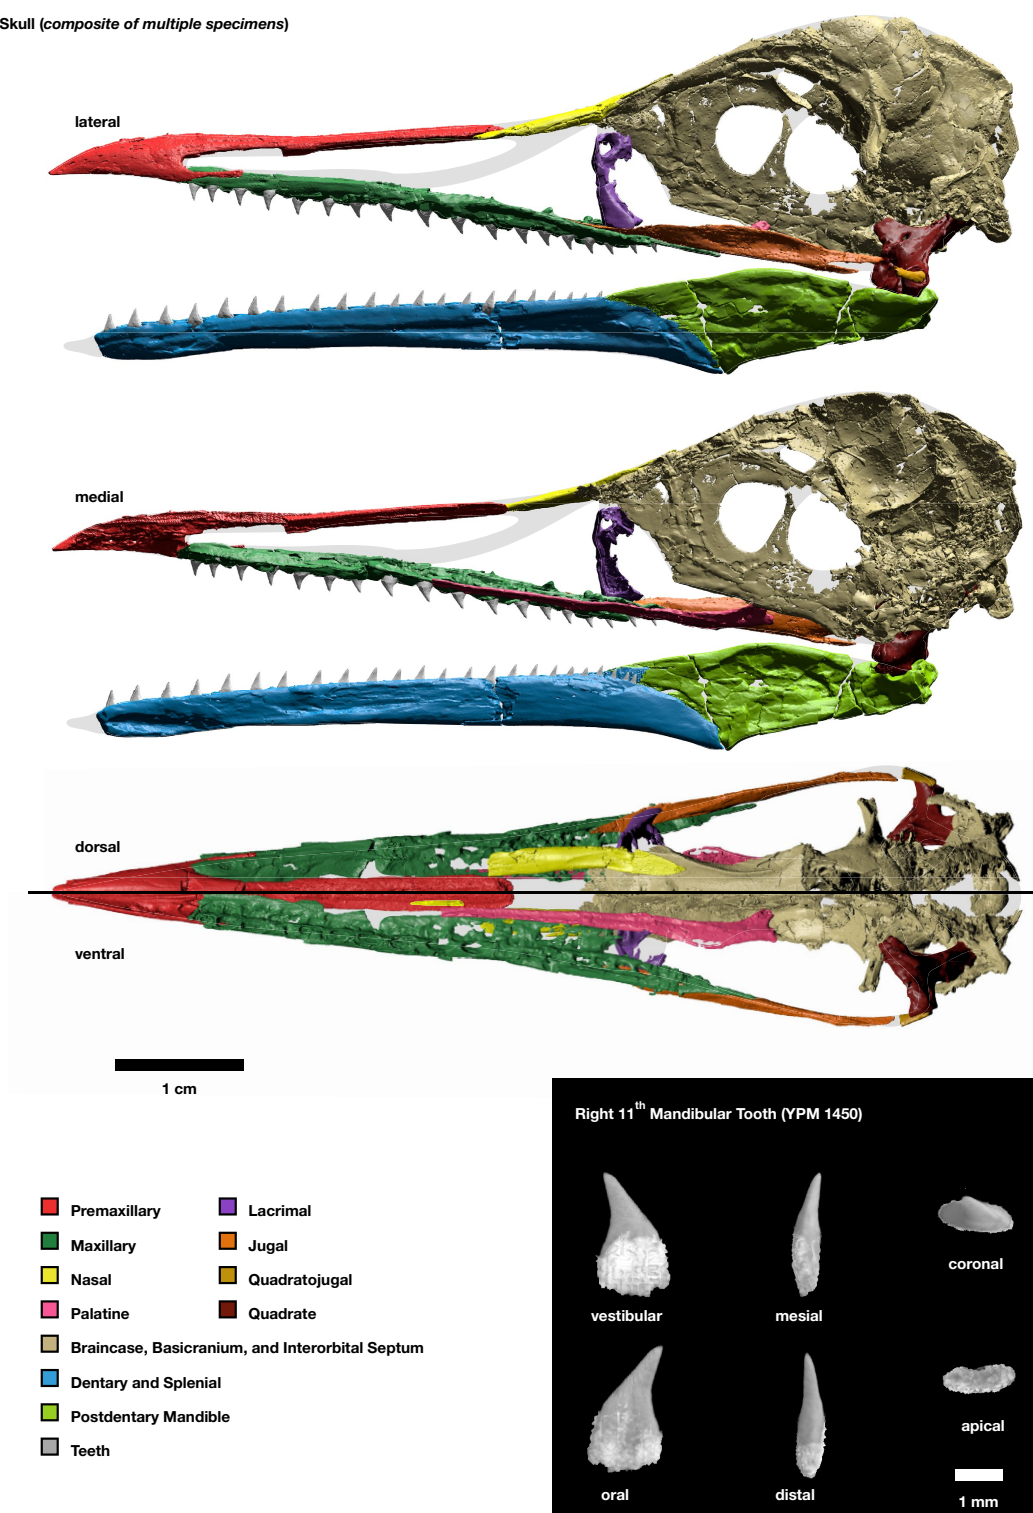 Skull (composite of multiple specimens)
lateral
medial
dorsal
ventral
1 cm
Premaxillary
Maxillary
Nasal
Palatine
Braincase, Basicranium, and Interorbital Septum
Dentary and Splenial
Postdentary Mandible
Teeth
Lacrimal
Jugal
Quadratojugal
Quadrate
Right 11th Mandibular Tooth (YPM 1450)
vestibular
mesial
coronal
oral
distal
apical
1 mm